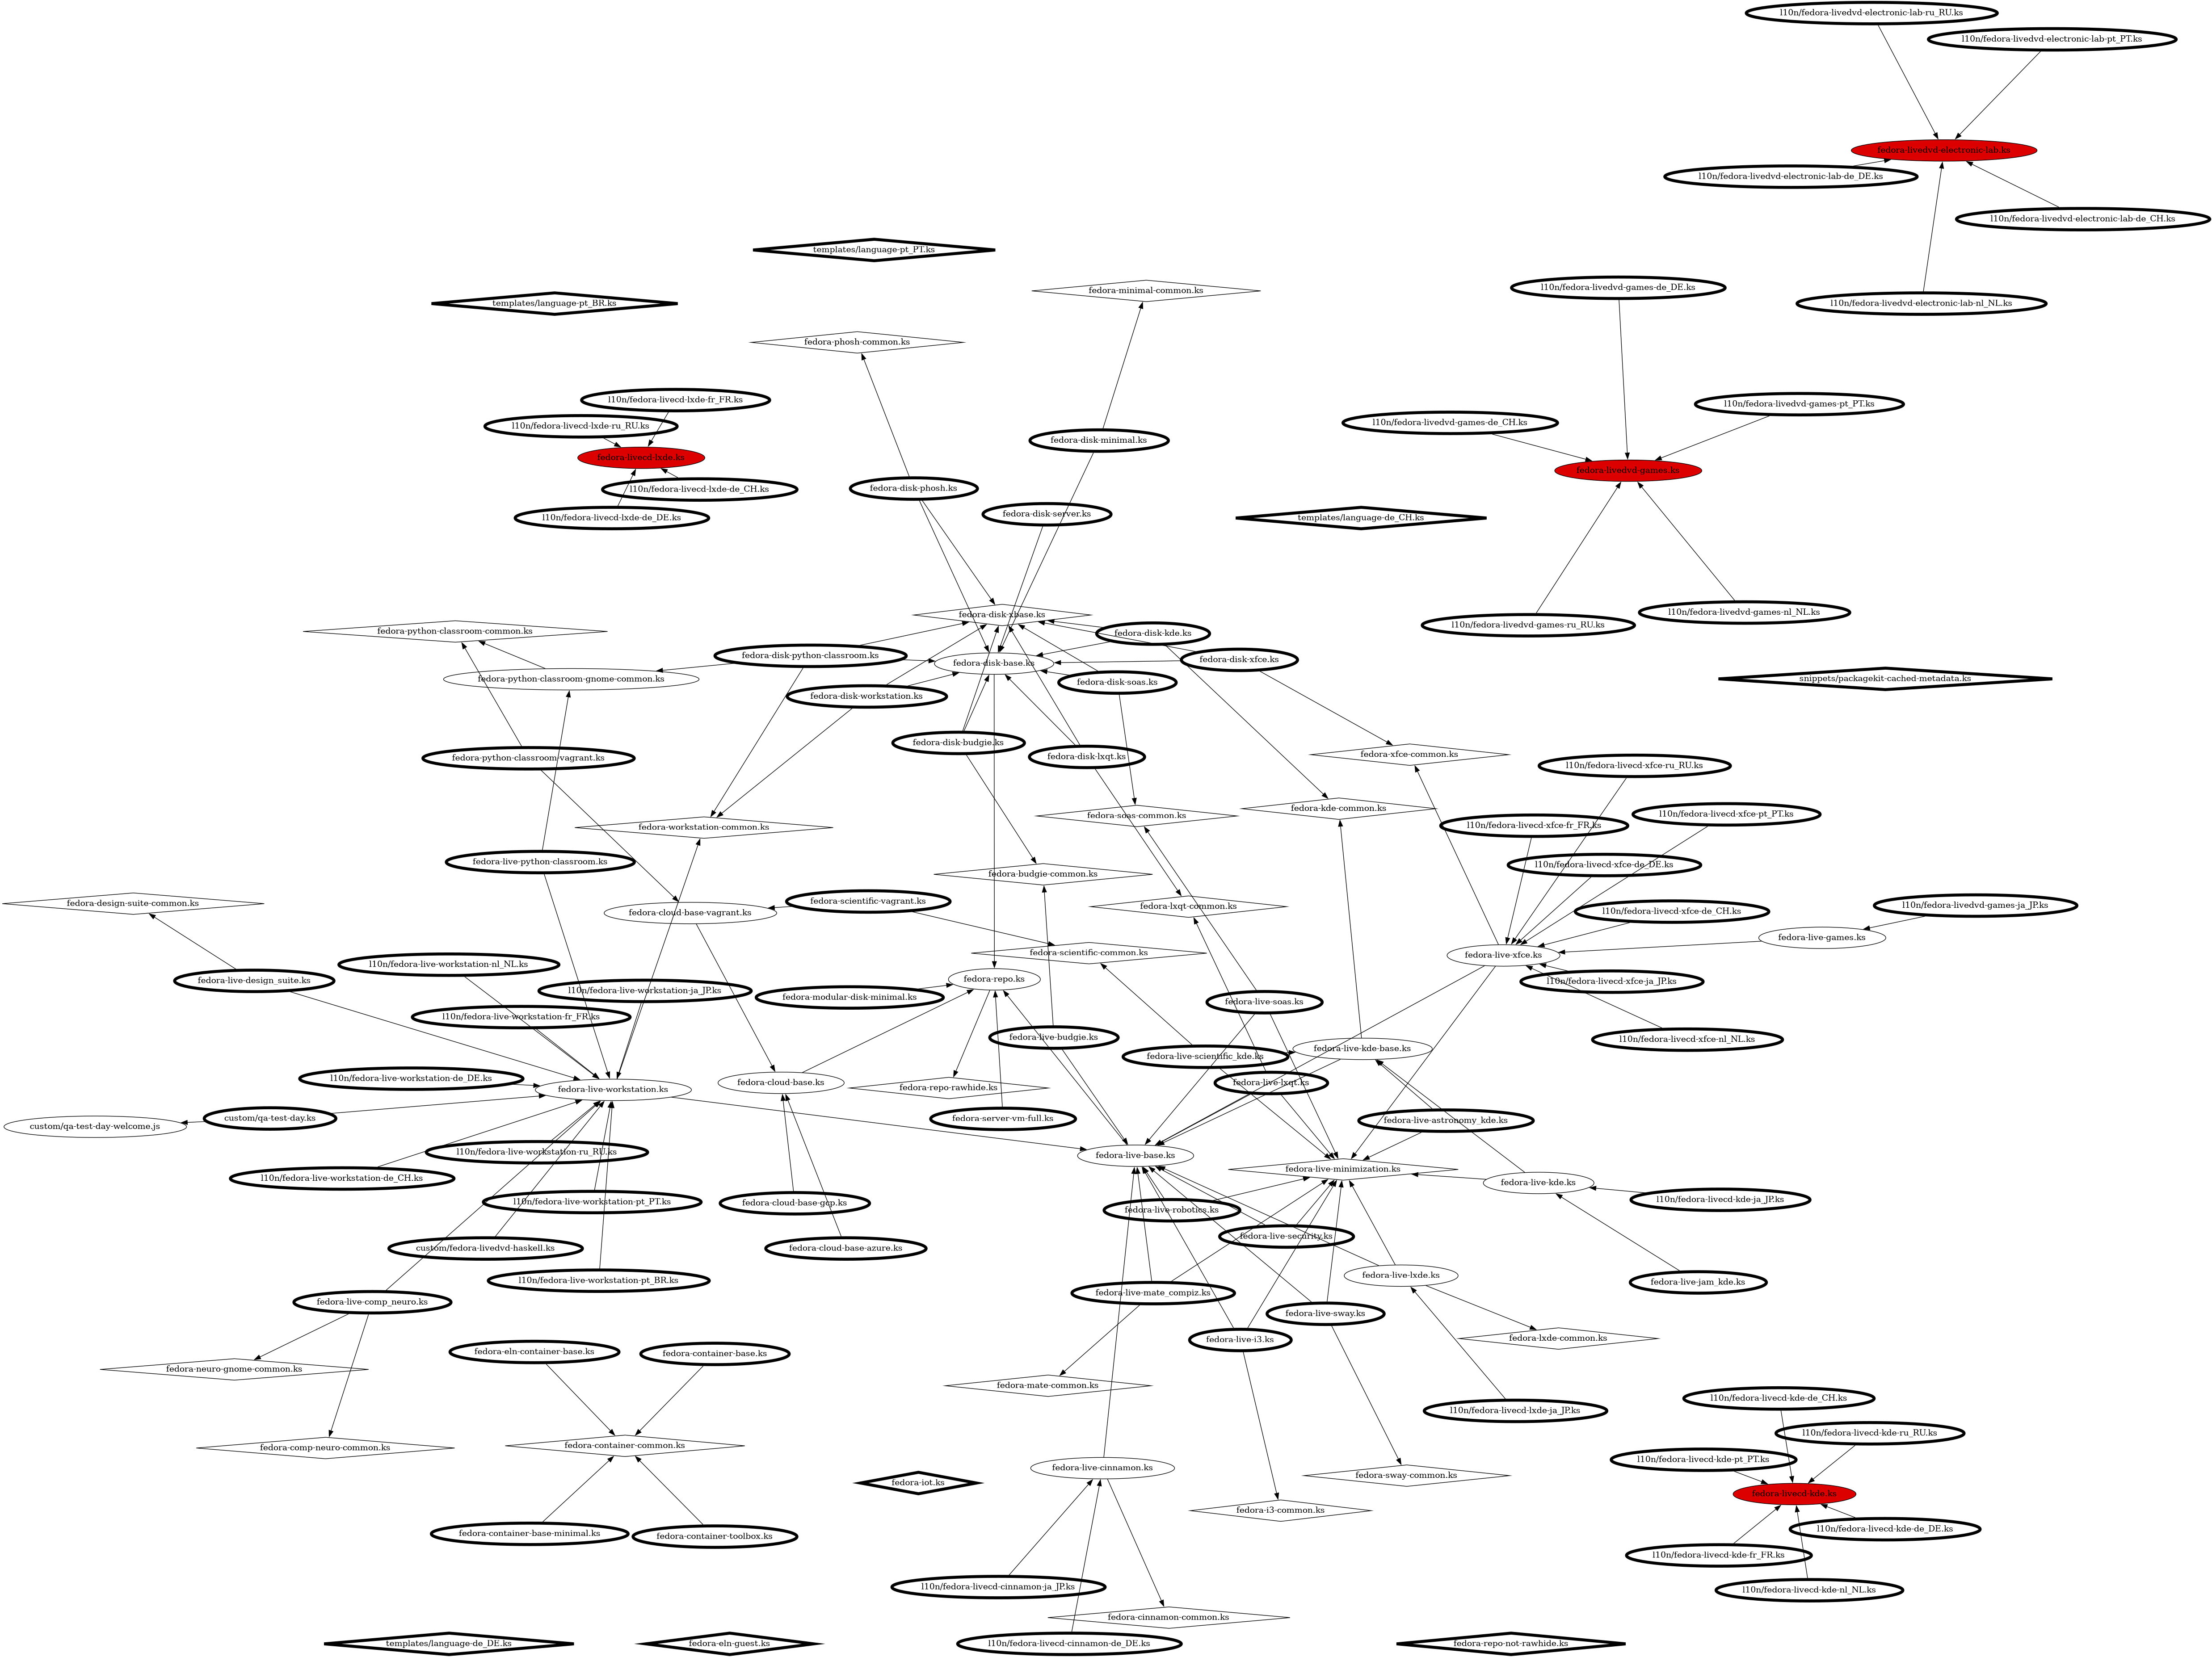 l10n/fedora-livedvd-electronic-lab-ru_RU.ks
l10n/fedora-livedvd-electronic-lab-pt_PT.ks
fedora-livedvd-electronic-lab.ks
l10n/fedora-livedvd-electronic-lab-de_DE.ks
l10n/fedora-livedvd-electronic-lab-de_CH.ks
templates/language-pt_PT.ks
l10n/fedora-livedvd-games-de_DE.ks
fedora-minimal-common.ks
templates/language-pt_BR.ks
l10n/fedora-livedvd-electronic-lab-nl_NL.ks
fedora-phosh-common.ks
l10n/fedora-livecd-lxde-fr_FR.ks
l10n/fedora-livedvd-games-pt_PT.ks
l10n/fedora-livedvd-games-de_CH.ks
l10n/fedora-livecd-lxde-ru_RU.ks
fedora-disk-minimal.ks
fedora-livecd-lxde.ks
fedora-livedvd-games.ks
fedora-disk-phosh.ks
l10n/fedora-livecd-lxde-de_CH.ks
fedora-disk-server.ks
l10n/fedora-livecd-lxde-de_DE.ks
templates/language-de_CH.ks
l10n/fedora-livedvd-games-nl_NL.ks
fedora-disk-xbase.ks
l10n/fedora-livedvd-games-ru_RU.ks
fedora-python-classroom-common.ks
fedora-disk-kde.ks
fedora-disk-python-classroom.ks
fedora-disk-xfce.ks
fedora-disk-base.ks
fedora-python-classroom-gnome-common.ks
snippets/packagekit-cached-metadata.ks
fedora-disk-soas.ks
fedora-disk-workstation.ks
fedora-disk-budgie.ks
fedora-xfce-common.ks
fedora-python-classroom-vagrant.ks
fedora-disk-lxqt.ks
l10n/fedora-livecd-xfce-ru_RU.ks
fedora-kde-common.ks
l10n/fedora-livecd-xfce-pt_PT.ks
fedora-soas-common.ks
fedora-workstation-common.ks
l10n/fedora-livecd-xfce-fr_FR.ks
fedora-live-python-classroom.ks
l10n/fedora-livecd-xfce-de_DE.ks
fedora-budgie-common.ks
fedora-design-suite-common.ks
fedora-scientific-vagrant.ks
fedora-lxqt-common.ks
l10n/fedora-livedvd-games-ja_JP.ks
fedora-cloud-base-vagrant.ks
l10n/fedora-livecd-xfce-de_CH.ks
fedora-live-games.ks
fedora-scientific-common.ks
fedora-live-xfce.ks
l10n/fedora-live-workstation-nl_NL.ks
fedora-live-design_suite.ks
fedora-repo.ks
l10n/fedora-livecd-xfce-ja_JP.ks
l10n/fedora-live-workstation-ja_JP.ks
fedora-modular-disk-minimal.ks
fedora-live-soas.ks
l10n/fedora-live-workstation-fr_FR.ks
fedora-live-budgie.ks
l10n/fedora-livecd-xfce-nl_NL.ks
fedora-live-kde-base.ks
fedora-live-scientific_kde.ks
l10n/fedora-live-workstation-de_DE.ks
fedora-cloud-base.ks
fedora-live-lxqt.ks
fedora-repo-rawhide.ks
fedora-live-workstation.ks
custom/qa-test-day.ks
fedora-server-vm-full.ks
fedora-live-astronomy_kde.ks
custom/qa-test-day-welcome.js
l10n/fedora-live-workstation-ru_RU.ks
fedora-live-base.ks
fedora-live-minimization.ks
l10n/fedora-live-workstation-de_CH.ks
fedora-live-kde.ks
l10n/fedora-live-workstation-pt_PT.ks
fedora-cloud-base-gcp.ks
l10n/fedora-livecd-kde-ja_JP.ks
fedora-live-robotics.ks
fedora-live-security.ks
custom/fedora-livedvd-haskell.ks
fedora-cloud-base-azure.ks
fedora-live-lxde.ks
l10n/fedora-live-workstation-pt_BR.ks
fedora-live-jam_kde.ks
fedora-live-mate_compiz.ks
fedora-live-comp_neuro.ks
fedora-live-sway.ks
fedora-live-i3.ks
fedora-lxde-common.ks
fedora-eln-container-base.ks
fedora-container-base.ks
fedora-neuro-gnome-common.ks
fedora-mate-common.ks
l10n/fedora-livecd-kde-de_CH.ks
l10n/fedora-livecd-lxde-ja_JP.ks
l10n/fedora-livecd-kde-ru_RU.ks
fedora-container-common.ks
fedora-comp-neuro-common.ks
l10n/fedora-livecd-kde-pt_PT.ks
fedora-live-cinnamon.ks
fedora-sway-common.ks
fedora-iot.ks
fedora-livecd-kde.ks
fedora-i3-common.ks
l10n/fedora-livecd-kde-de_DE.ks
fedora-container-base-minimal.ks
fedora-container-toolbox.ks
l10n/fedora-livecd-kde-fr_FR.ks
l10n/fedora-livecd-cinnamon-ja_JP.ks
l10n/fedora-livecd-kde-nl_NL.ks
fedora-cinnamon-common.ks
templates/language-de_DE.ks
fedora-eln-guest.ks
l10n/fedora-livecd-cinnamon-de_DE.ks
fedora-repo-not-rawhide.ks